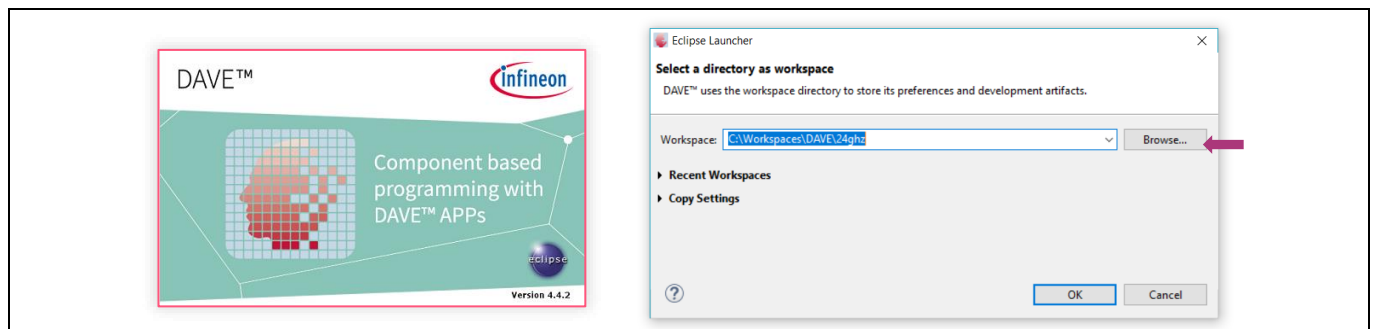 DAVE™
infineon
Component based
programming with
DAVE™ APPs
eclipse
Version 4.4.2
Eclipse Launcher
Select a directory as workspace
DAVE™ uses the workspace directory to store its preferences and development artifacts.
Workspace: C:\Workspaces\DAVE\24ghz Browse...
Recent Workspaces
Copy Settings
? OK Cancel